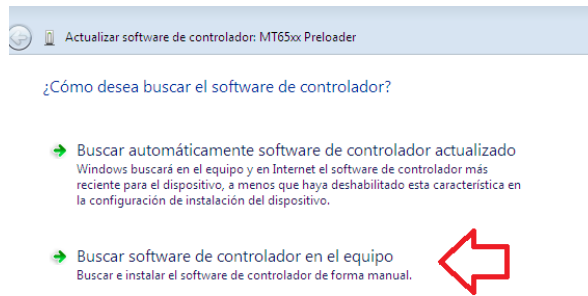 Actualizar software de controlador: MT65xx Preloader
¿Cómo desea buscar el software de controlador?
Buscar automáticamente software de controlador actualizado
Windows buscará en el equipo y en Internet el software de controlador más
reciente para el dispositivo, a menos que haya deshabilitado esta característica en
la configuración de instalación del dispositivo.
Buscar software de controlador en el equipo
Buscar e instalar el software de controlador de forma manual.